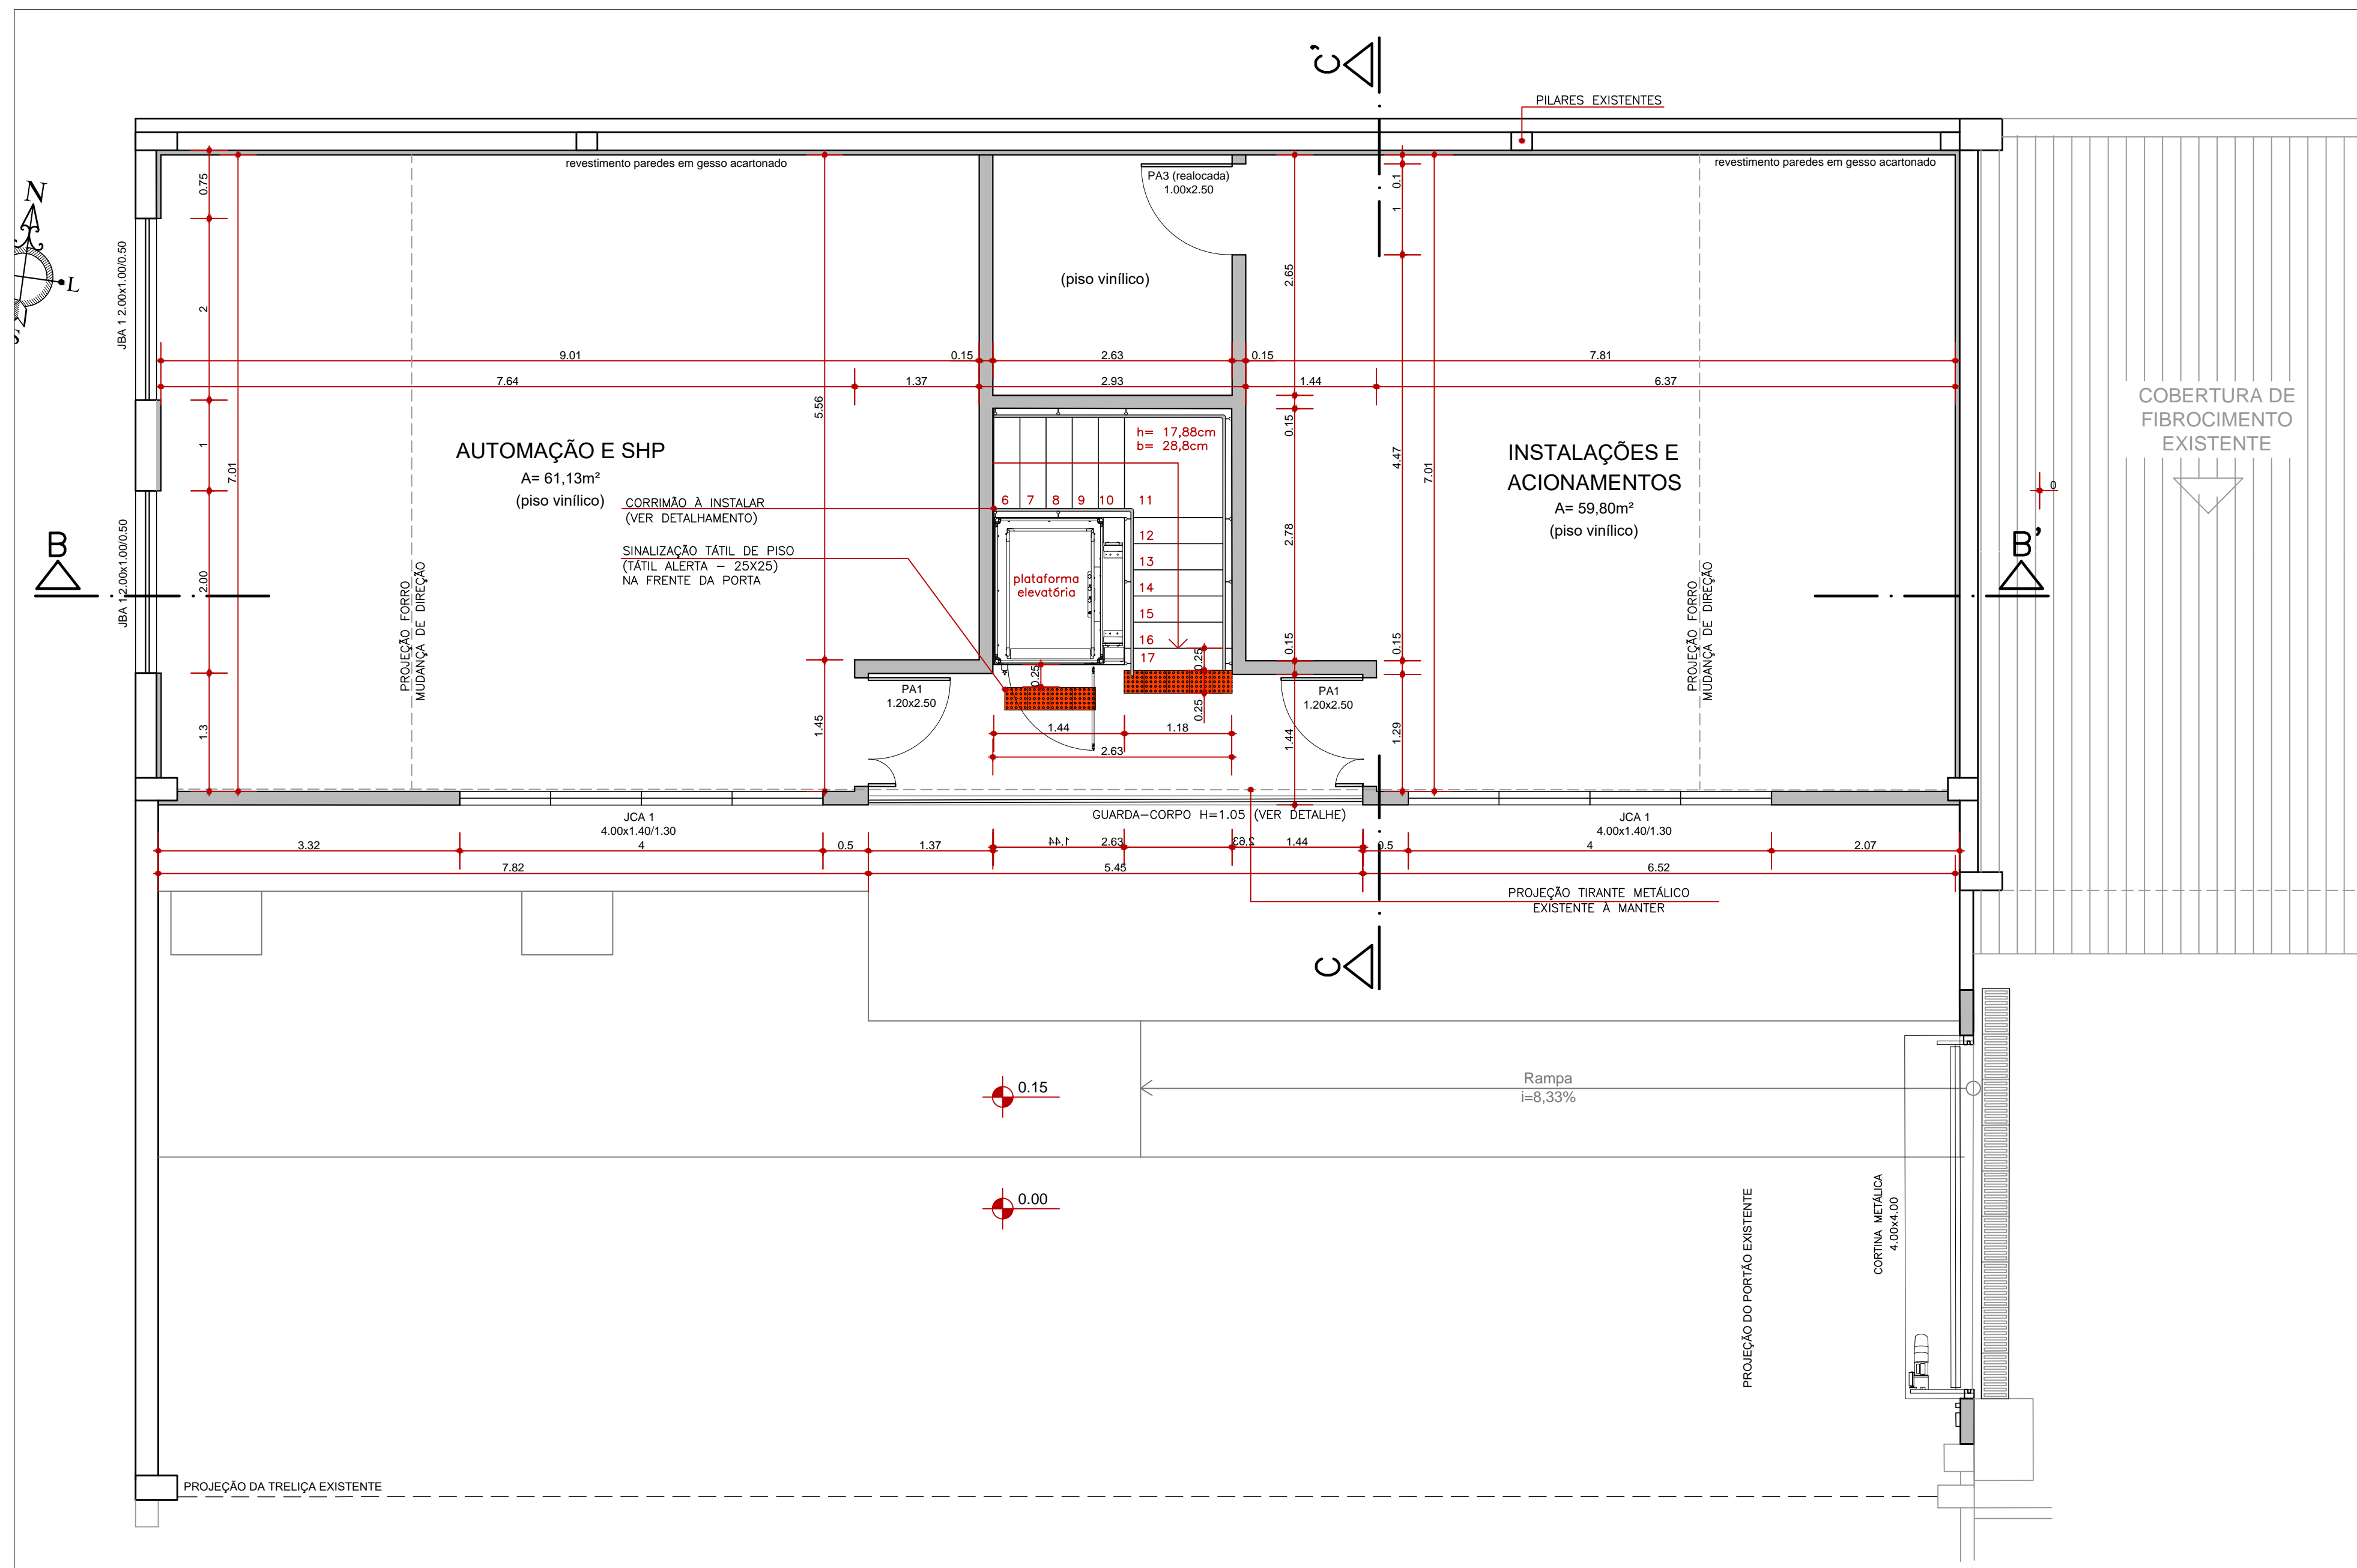 C'
PILARES EXISTENTES
revestimento paredes em gesso acartonado
revestimento paredes em gesso acartonado
N
L
S
JBA 1 2.00x1.00/0.50
0.75
2
1
7.01
2.00
1.3
JBA 1 2.00x1.00/0.50
PA3 (realocada)
1.00x2.50
(piso vinílico)
0.1
1
2.65
9.01
0.15
2.63
0.15
7.81
7.64
1.37
2.93
1.44
6.37
5.56
1.45
0.15
2.78
0.15
1.44
4.47
7.01
0.15
1.29
COBERTURA DE
FIBROCIMENTO
EXISTENTE
0
AUTOMAÇÃO E SHP
A= 61,13m²
(piso vinílico)
CORRIMÃO À INSTALAR
(VER DETALHAMENTO)
SINALIZAÇÃO TÁTIL DE PISO
(TÁTIL ALERTA – 25X25)
NA FRENTE DA PORTA
h= 17,88cm
b= 28,8cm
6 7 8 9 10 11
12
13
14
15
16
17
plataforma
elevatória
INSTALAÇÕES E
ACIONAMENTOS
A= 59,80m²
(piso vinílico)
B
B'
PROJEÇÃO FORRO
MUDANÇA DE DIREÇÃO
PROJEÇÃO FORRO
MUDANÇA DE DIREÇÃO
0.25
0.25
0.25
PA1
1.20x2.50
PA1
1.20x2.50
1.44
1.18
2.63
GUARDA–CORPO H=1.05 (VER DETALHE)
JCA 1
4.00x1.40/1.30
JCA 1
4.00x1.40/1.30
3.32
4
0.5
1.37
1.44
2.63
2.63
1.44
0.5
4
2.07
7.82
5.45
6.52
PROJEÇÃO TIRANTE METÁLICO
EXISTENTE À MANTER
C
0.15
Rampa
i=8,33%
0.00
PROJEÇÃO DO PORTÃO EXISTENTE
CORTINA METÁLICA
4.00x4.00
PROJEÇÃO DA TRELIÇA EXISTENTE